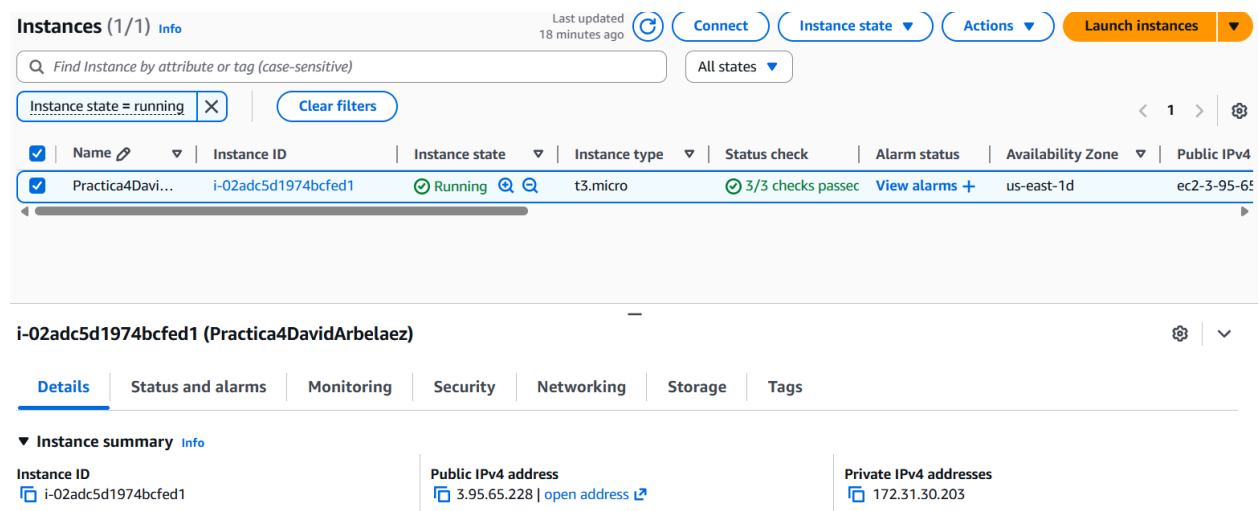 Instances (1/1) Info
Last updated
18 minutes ago
Connect
Instance state
Actions
Launch instances
Find Instance by attribute or tag (case-sensitive)
All states
Instance state = running
Clear filters
1
Name
Instance ID
Instance state
Instance type
Status check
Alarm status
Availability Zone
Public IPv4
Practica4Davi...
i-02adc5d1974bcfed1
Running
t3.micro
3/3 checks passed
View alarms +
us-east-1d
ec2-3-95-65
i-02adc5d1974bcfed1 (Practica4DavidArbelaez)
Details
Status and alarms
Monitoring
Security
Networking
Storage
Tags
Instance summary Info
Instance ID
i-02adc5d1974bcfed1
Public IPv4 address
3.95.65.228 | open address
Private IPv4 addresses
172.31.30.203